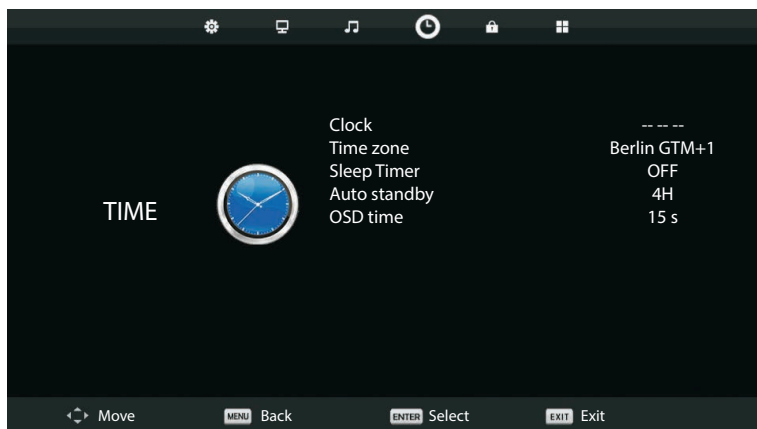 Clock -- -- --
Time zone Berlin GTM+1
Sleep Timer OFF
Auto standby 4H
TIME
OSD time 15 s
Move MENU Back ENTER Select EXIT Exit